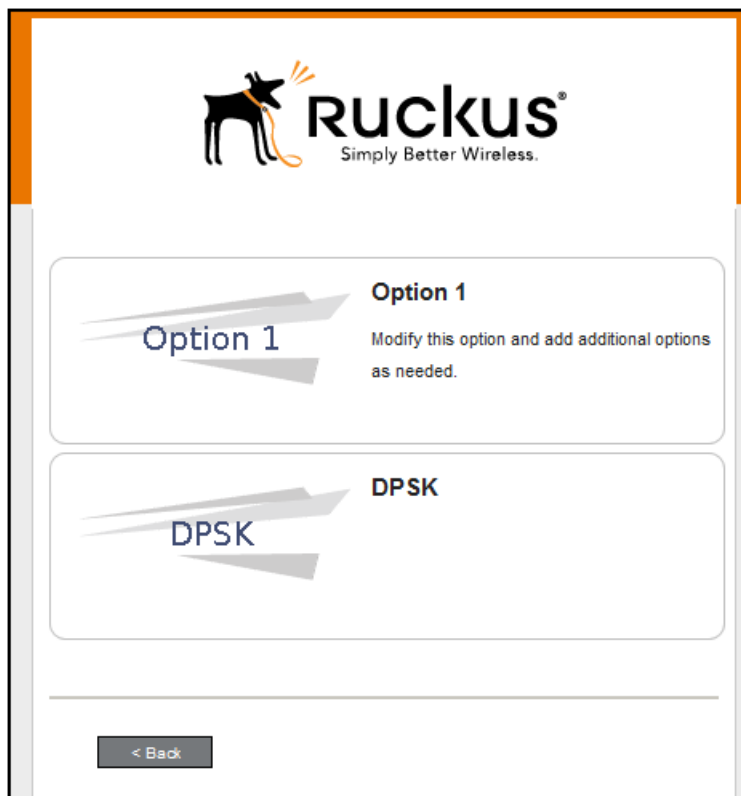 Ruckus®
Simply Better Wireless.
Option 1
Option 1
Modify this option and add additional options
as needed.
DPSK
DPSK
< Back